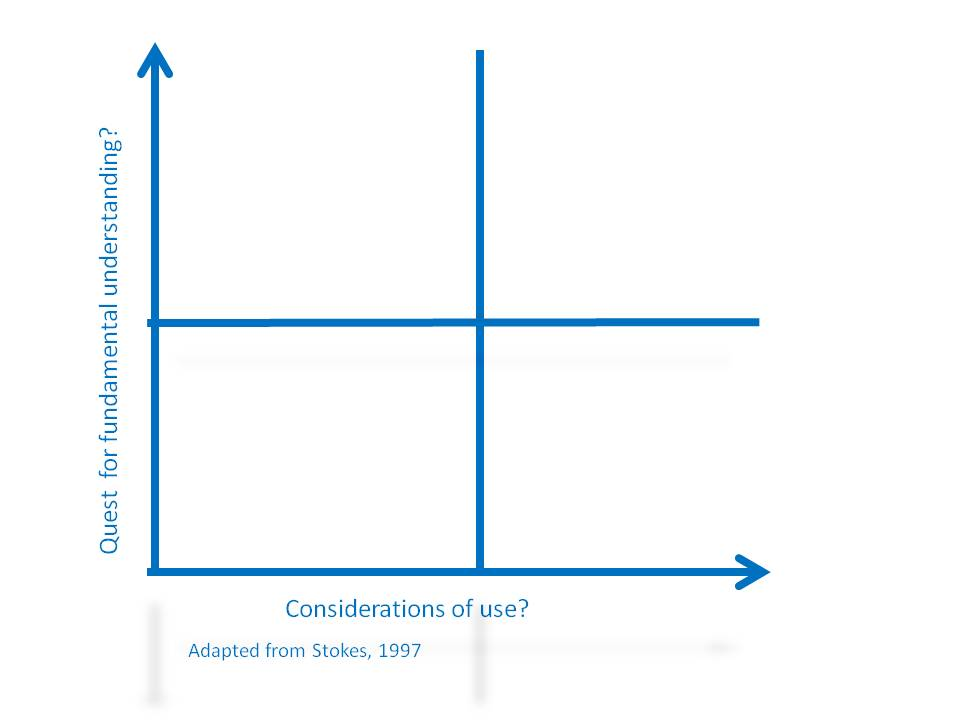 Quest for fundamental understanding?
Considerations of use?
Adapted from Stokes, 1997